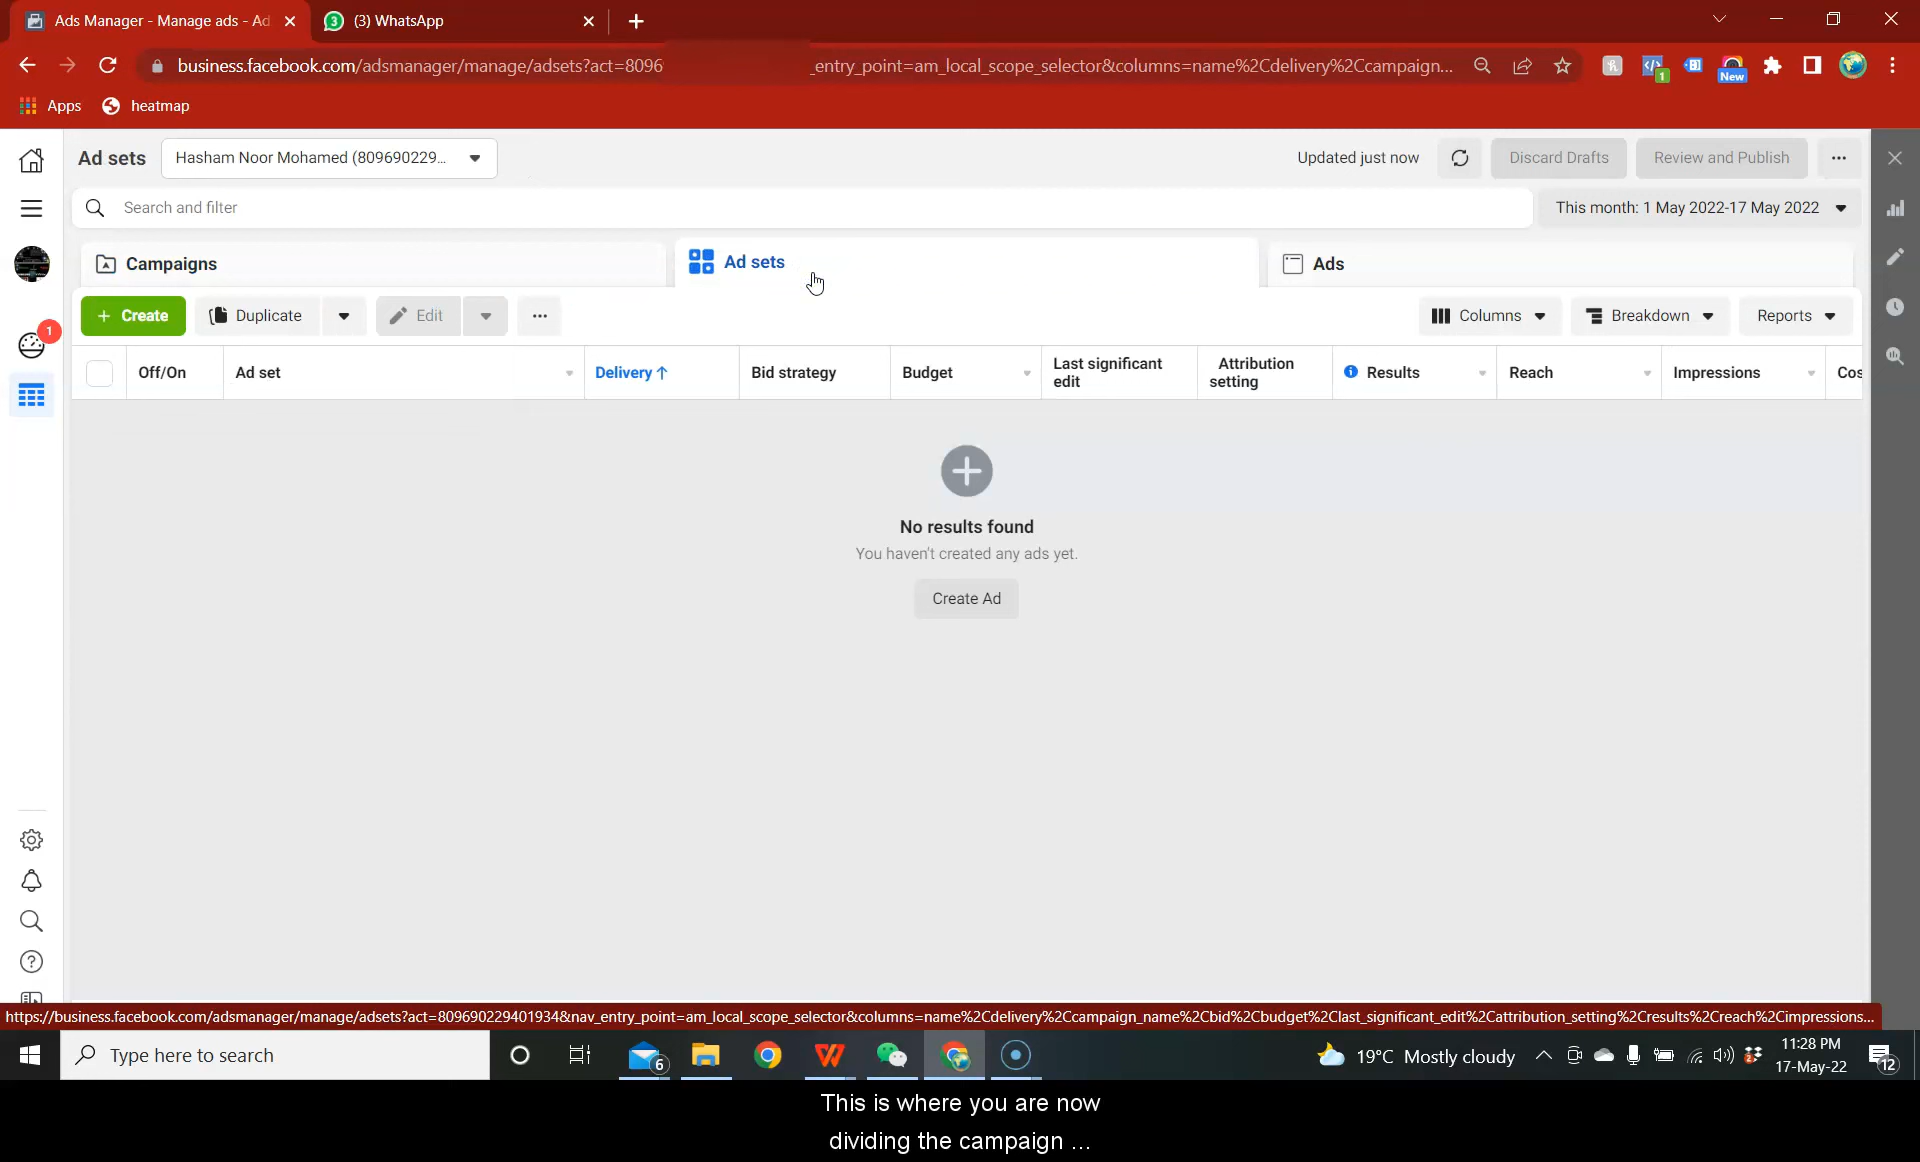 Ads Manager - Manage ads - Ad
3
(3) WhatsApp
business.facebook.com/adsmanager/manage/adsets?act=8096
_entry_point=am_local_scope_selector&columns=name%2Cdelivery%2Ccampaign...
1
New
Apps
heatmap
Ad sets
Hasham Noor Mohamed (809690229...
Updated just now
Discard Drafts
Review and Publish
Search and filter
This month: 1 May 2022-17 May 2022
Campaigns
Ad sets
Ads
+ Create
Duplicate
Edit
Columns
Breakdown
Reports
1
Off/On
Ad set
Delivery ↑
Bid strategy
Budget
Last significant edit
Attribution setting
Results
Reach
Impressions
Cos
No results found
You haven't created any ads yet.
Create Ad
https://business.facebook.com/adsmanager/manage/adsets?act=809690229401934&nav_entry_point=am_local_scope_selector&columns=name%2Cdelivery%2Ccampaign_name%2Cbid%2Cbudget%2Clast_significant_edit%2Cattribution_setting%2Cresults%2Creach%2Cimpressions...
Type here to search
6
19°C Mostly cloudy
11:28 PM
17-May-22
12
This is where you are now
dividing the campaign ...